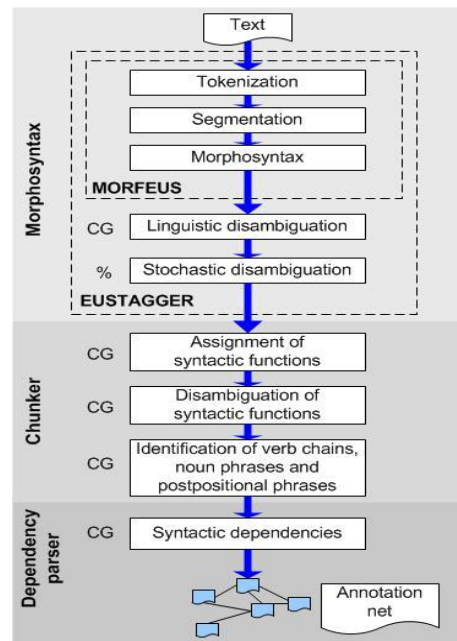 Text
Tokenization
Segmentation
Morphosyntax
MORFEUS
Morphosyntax
CG
Linguistic disambiguation
%
Stochastic disambiguation
EUSTAGGER
Chunker
CG
Assignment of
syntactic functions
CG
Disambiguation of
syntactic functions
CG
Identification of verb chains,
noun phrases and
postpositional phrases
Dependency
parser
CG
Syntactic dependencies
Annotation
net